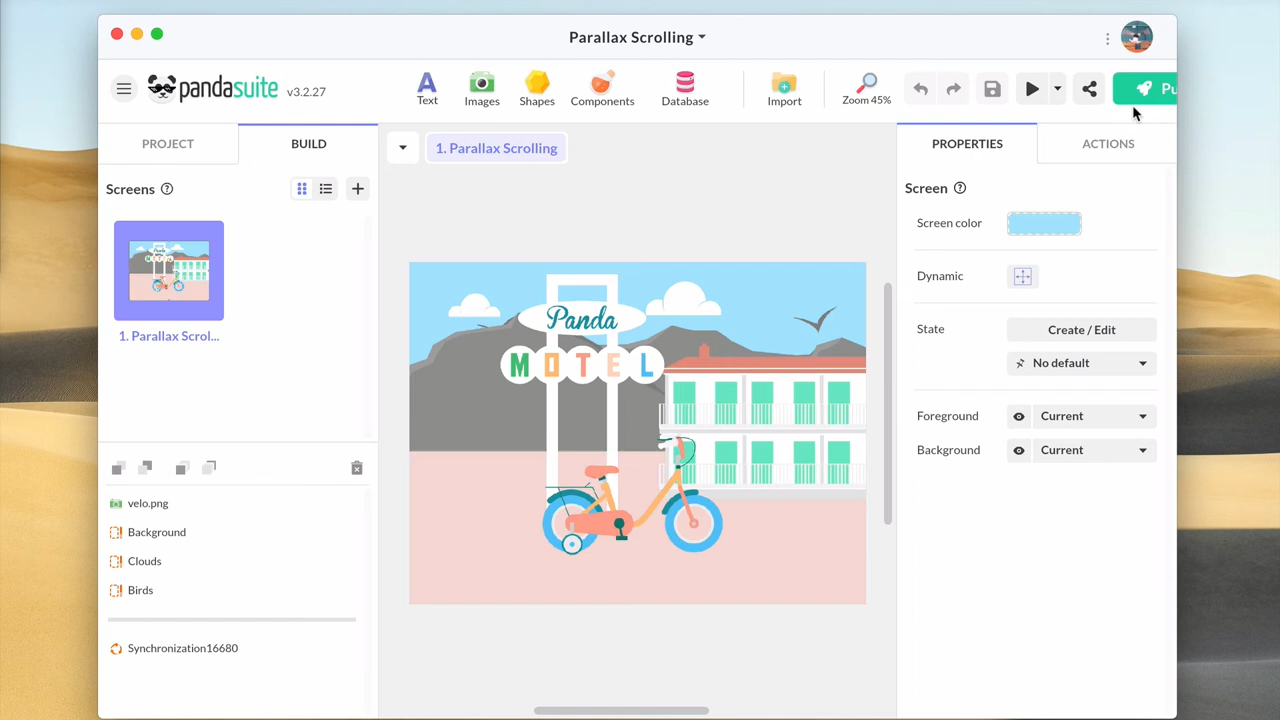 Parallax Scrolling
pandasuite v3.2.27
Text
Images
Shapes
Components
Database
Import
Zoom 45%
Pu
PROJECT
BUILD
1. Parallax Scrolling
PROPERTIES
ACTIONS
Screens
1. Parallax Scrol...
velo.png
Background
Clouds
Birds
Synchronization16680
Panda
MOTEL
Screen
Screen color
Dynamic
State
Create / Edit
No default
Foreground
Current
Background
Current